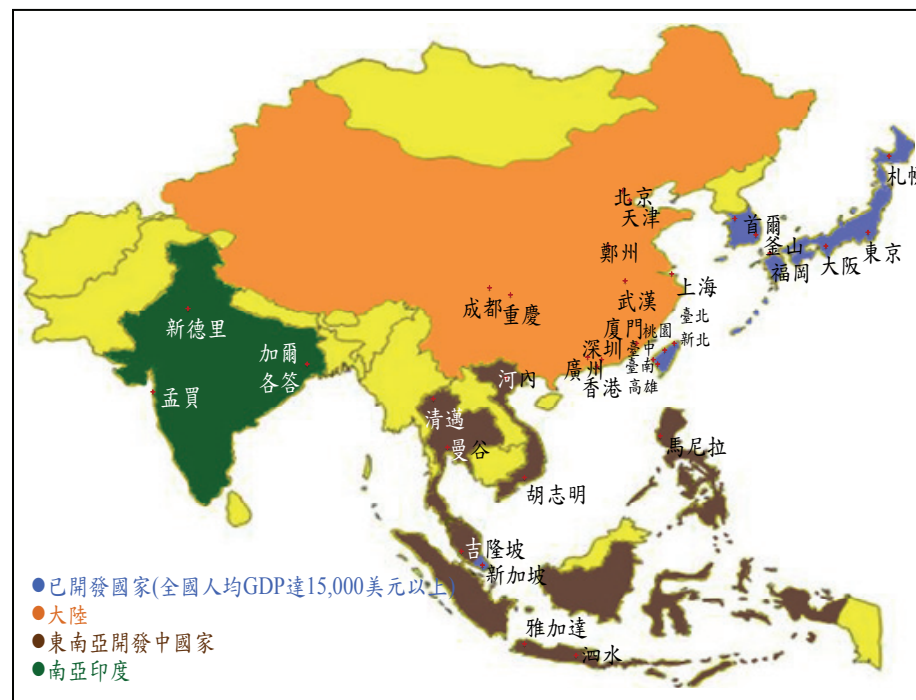 札幌
北京
天津
首爾
釜山
鄭州
福岡
大阪
東京
上海
成都
重慶
武漢
臺北
新德里
廈門
桃園
新北
加爾
各答
深圳
臺中
廣州
臺南
孟買
香港
高雄
河內
清邁
曼谷
馬尼拉
胡志明
吉隆坡
新加坡
已開發國家(全國人均GDP達15,000美元以上)
大陸
雅加達
東南亞開發中國家
泗水
南亞印度